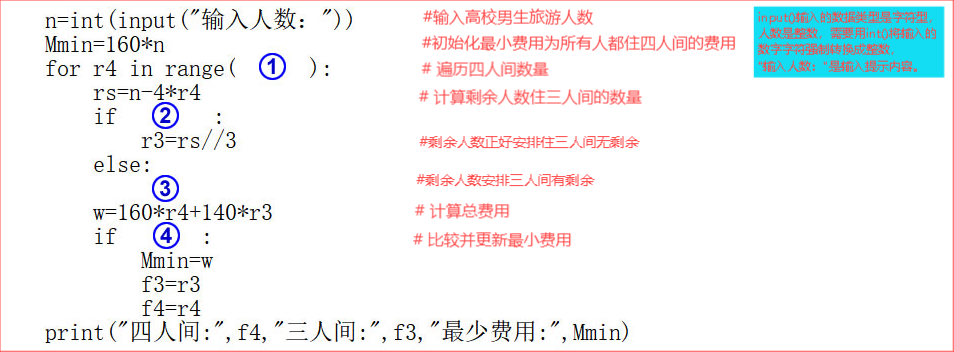 n=int(input("输入人数："))
#输入高校男生旅游人数
Mmin=160*n
#初始化最小费用为所有人都住四人间的费用
for r4 in range( ① ):
# 遍历四人间数量
rs=n-4*r4
# 计算剩余人数住三人间的数量
if ② :
r3=rs//3
#剩余人数正好安排住三人间无剩余
else:
③
#剩余人数安排三人间有剩余
w=160*r4+140*r3
# 计算总费用
if ④ :
# 比较并更新最小费用
Mmin=w
f3=r3
f4=r4
print("四人间:",f4,"三人间:",f3,"最少费用:",Mmin)
input()输入的数据类型是字符型，
人数是整数，需要用int()将输入的
数字字符强制转换成整数，
"输入人数："是输入提示内容。